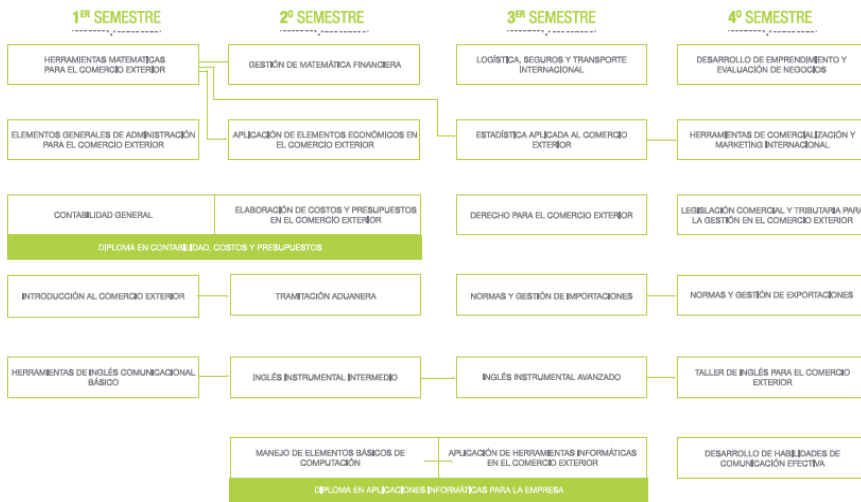 1ER SEMESTRE
2º SEMESTRE
3ER SEMESTRE
4º SEMESTRE
HERRAMIENTAS MATEMATICAS
PARA EL COMERCIO EXTERIOR
GESTIÓN DE MATEMÁTICA FINANCIERA
LOGÍSTICA, SEGUROS Y TRANSPORTE
INTERNACIONAL
DESARROLLO DE EMPRENDIMIENTO Y
EVALUACIÓN DE NEGOCIOS
ELEMENTOS GENERALES DE ADMINISTRACIÓN
PARA EL COMERCIO EXTERIOR
APLICACIÓN DE ELEMENTOS ECONÓMICOS EN
EL COMERCIO EXTERIOR
ESTADÍSTICA APLICADA AL COMERCIO
EXTERIOR
HERRAMIENTAS DE COMERCIALIZACIÓN Y
MARKETING INTERNACIONAL
CONTABILIDAD GENERAL
ELABORACIÓN DE COSTOS Y PRESUPUESTOS
EN EL COMERCIO EXTERIOR
DERECHO PARA EL COMERCIO EXTERIOR
LEGISLACIÓN COMERCIAL Y TRIBUTARIA PARA
LA GESTIÓN EN EL COMERCIO EXTERIOR
DIPLOMA EN CONTABILIDAD, COSTOS Y PRESUPUESTOS
INTRODUCCIÓN AL COMERCIO EXTERIOR
TRAMITACIÓN ADUANERA
NORMAS Y GESTIÓN DE IMPORTACIONES
NORMAS Y GESTIÓN DE EXPORTACIONES
HERRAMIENTAS DE INGLÉS COMUNICACIONAL
BÁSICO
INGLÉS INSTRUMENTAL INTERMEDIO
INGLÉS INSTRUMENTAL AVANZADO
TALLER DE INGLÉS PARA EL COMERCIO
EXTERIOR
MANEJO DE ELEMENTOS BÁSICOS DE
COMPUTACIÓN
APLICACIÓN DE HERRAMIENTAS INFORMÁTICAS
EN EL COMERCIO EXTERIOR
DESARROLLO DE HABILIDADES DE
COMUNICACIÓN EFECTIVA
DIPLOMA EN APLICACIONES INFORMÁTICAS PARA LA EMPRESA